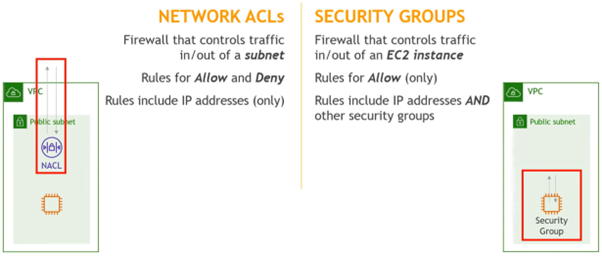 NETWORK ACLs
Firewall that controls traffic
in/out of a subnet
Rules for Allow and Deny
Rules include IP addresses (only)
SECURITY GROUPS
Firewall that controls traffic
in/out of an EC2 instance
Rules for Allow (only)
Rules include IP addresses AND
other security groups
VPC
Public subnet
NACL
VPC
Public subnet
Security
Group